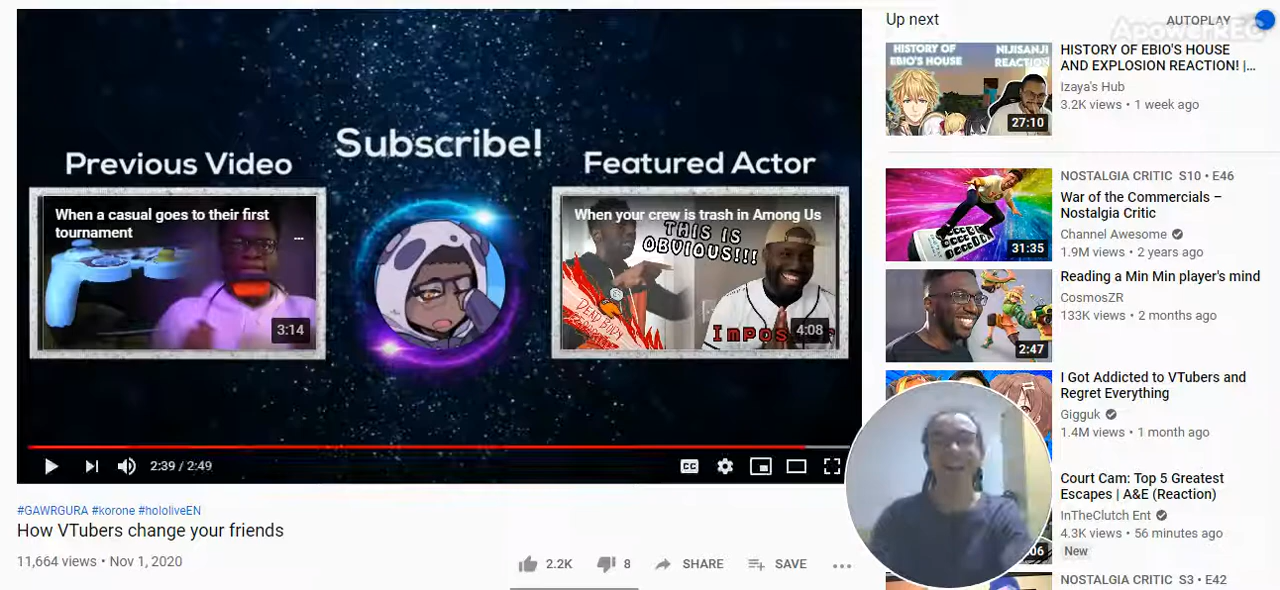 Up next
AUTOPLAY
ApowerREC
Subscribe!
Previous Video
Featured Actor
When a casual goes to their first
tournament
3:14
When your crew is trash in Among Us
THIS IS
OBVIOUS!!!
DEAD BODY
4:08
2:39 / 2:49
CC
#GAWRGURA #korone #hololiveEN
How VTubers change your friends
11,664 views • Nov 1, 2020
2.2K
8
SHARE
SAVE
HISTORY OF
EBIO'S HOUSE
NIJISANJI
REACTION
27:10
HISTORY OF EBIO'S HOUSE
AND EXPLOSION REACTION! |...
Izaya's Hub
3.2K views • 1 week ago
31:35
NOSTALGIA CRITIC S10 • E46
War of the Commercials –
Nostalgia Critic
Channel Awesome
1.9M views • 2 years ago
2:47
Reading a Min Min player's mind
CosmosZR
133K views • 2 months ago
I Got Addicted to VTubers and
Regret Everything
Gigguk
1.4M views • 1 month ago
Court Cam: Top 5 Greatest
Escapes | A&E (Reaction)
InTheClutch Ent
4.3K views • 56 minutes ago
New
NOSTALGIA CRITIC S3 • E42